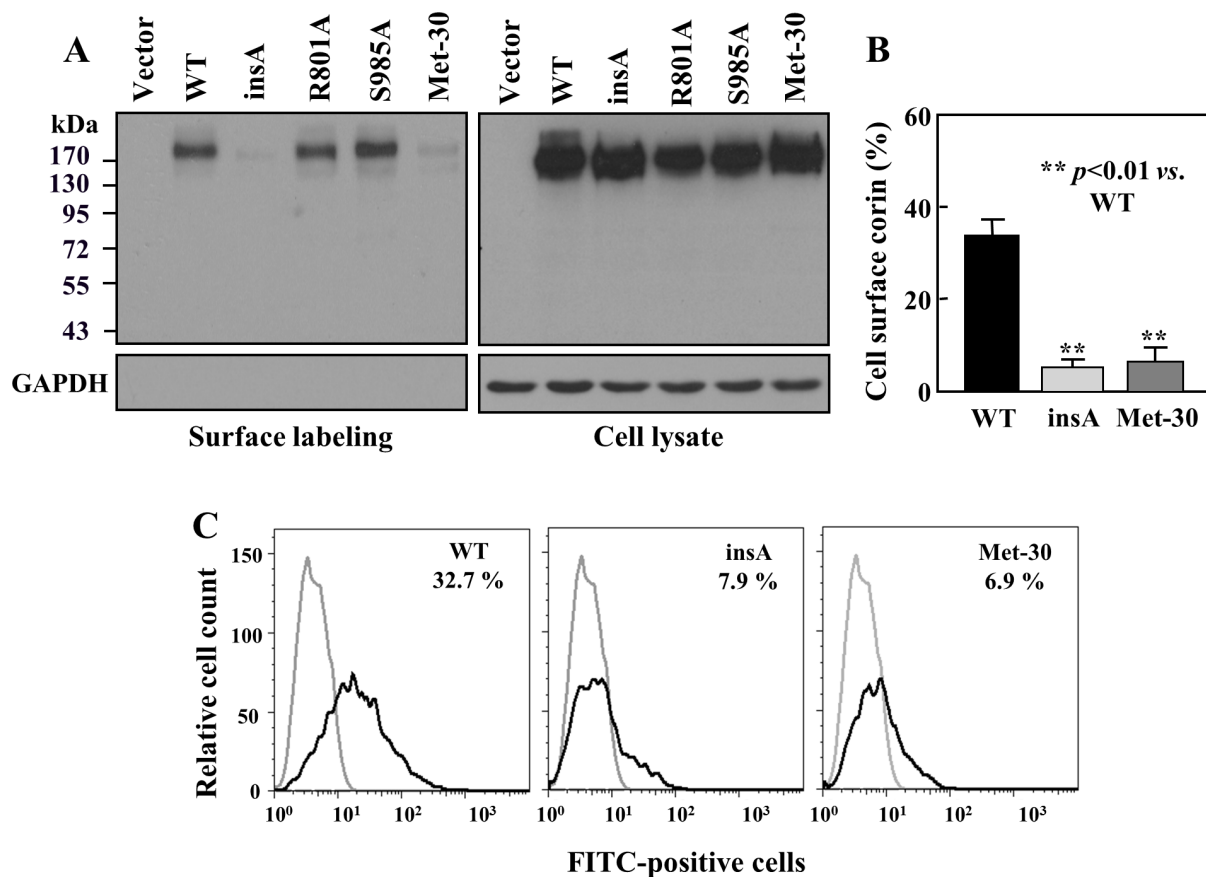 A
Vector
WT
insA
R801A
S985A
Met-30
Vector
WT
insA
R801A
S985A
Met-30
kDa
170
130
95
72
55
43
GAPDH
Surface labeling
Cell lysate
B
Cell surface corin (%)
60
40
20
0
** p<0.01 vs.
WT
**
**
WT
insA
Met-30
C
Relative cell count
150
100
50
0
WT
32.7 %
10⁰
10¹
10²
10³
insA
7.9 %
10⁰
10¹
10²
10³
Met-30
6.9 %
10⁰
10¹
10²
10³
FITC-positive cells